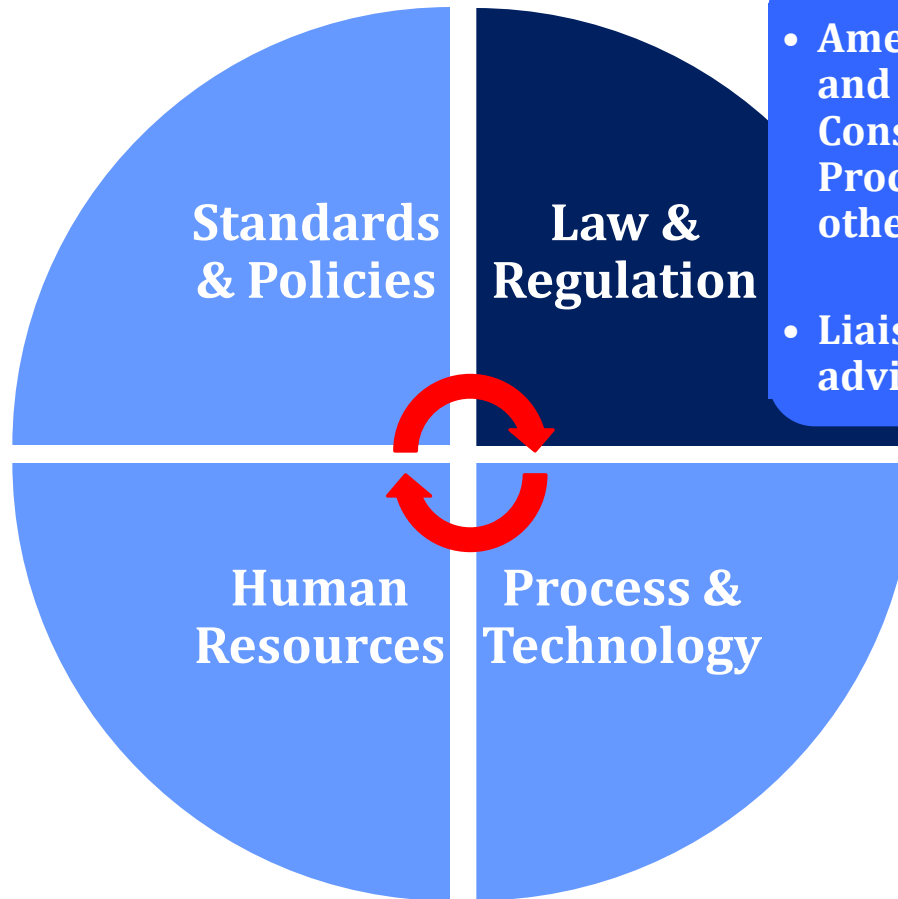 Standards
& Policies
Law &
Regulation
•
and
•
Human
Resources
Process &
Technology